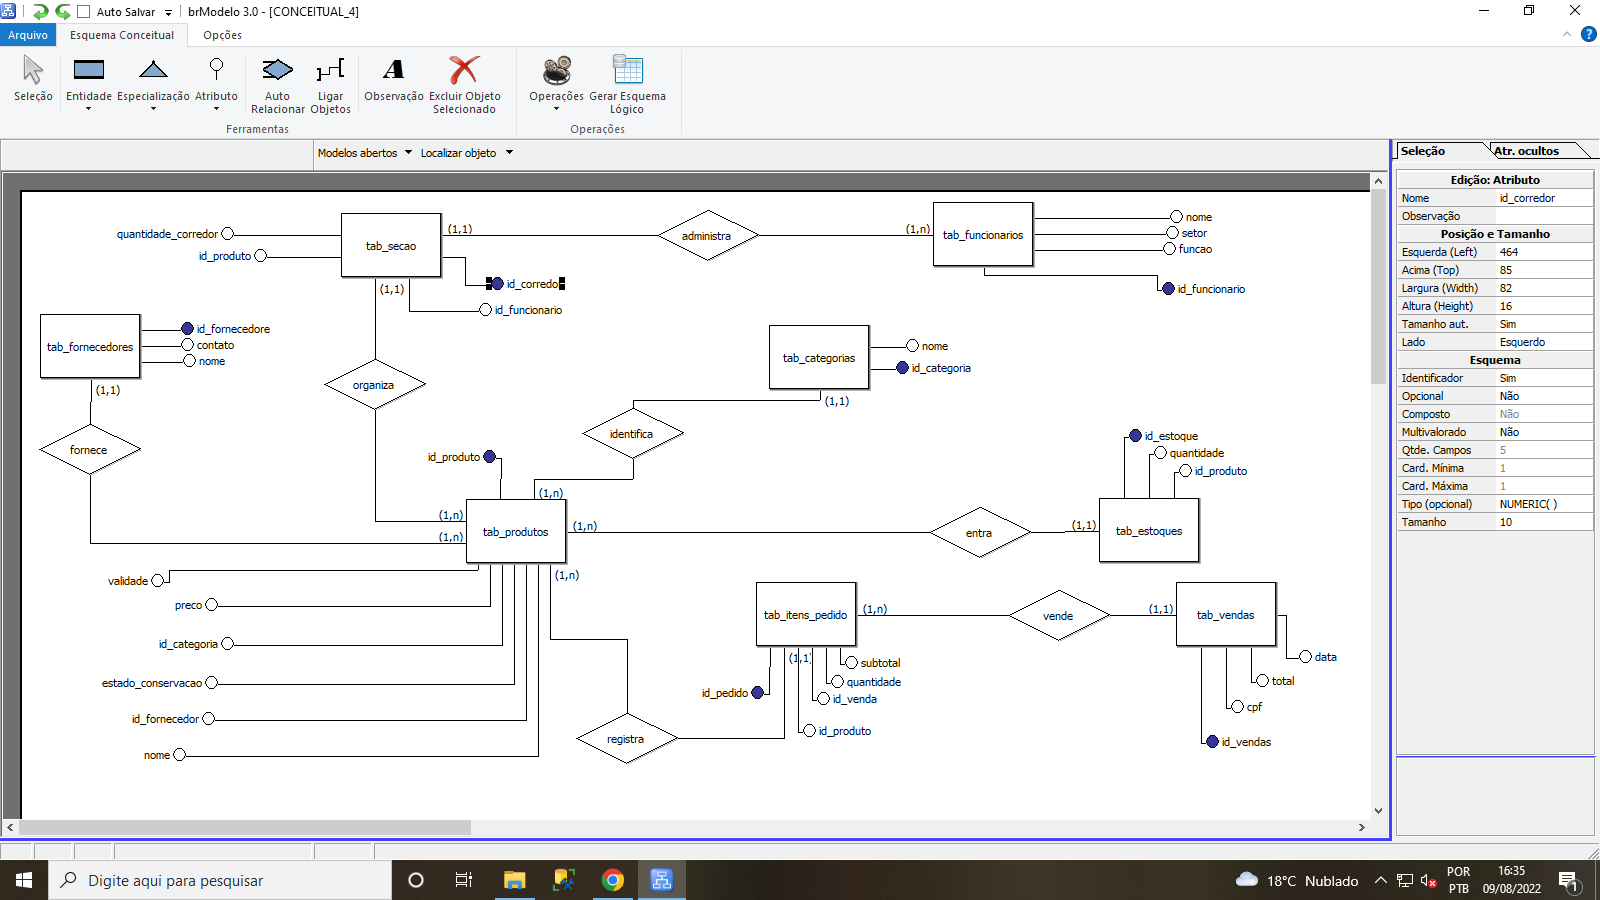 Auto Salvar
brModelo 3.0 - [CONCEITUAL_4]
Arquivo
Esquema Conceitual
Opções
Seleção
Entidade
Especialização
Atributo
Auto
Relacionar
Ligar
Objetos
Observação
Excluir Objeto
Selecionado
Operações
Gerar Esquema
Lógico
Ferramentas
Operações
Modelos abertos
Localizar objeto
quantidade_corredor
id_produto
tab_secao
(1,1)
administra
(1,n)
tab_funcionarios
nome
setor
funcao
id_funcionario
id_corredo
(1,1)
id_funcionario
tab_fornecedores
id_fornecedore
contato
nome
(1,1)
organiza
tab_categorias
nome
id_categoria
(1,1)
identifica
fornece
id_produto
(1,n)
(1,n)
(1,n)
tab_produtos
(1,n)
(1,n)
entra
(1,1)
tab_estoques
id_estoque
quantidade
id_produto
validade
preco
id_categoria
estado_conservacao
id_fornecedor
nome
registra
tab_itens_pedido
(1,n)
(1,1)
vende
(1,1)
tab_vendas
subtotal
quantidade
id_venda
id_pedido
id_produto
data
total
cpf
id_vendas
Seleção
Atr. ocultos
Edição: Atributo
Nome id_corredor
Observação
Posição e Tamanho
Esquerda (Left) 464
Acima (Top) 85
Largura (Width) 82
Altura (Height) 16
Tamanho aut. Sim
Lado Esquerdo
Esquema
Identificador Sim
Opcional Não
Composto Não
Multivalorado Não
Qtde. Campos 5
Card. Mínima 1
Card. Máxima 1
Tipo (opcional) NUMERIC( )
Tamanho 10
Digite aqui para pesquisar
18°C Nublado
POR
PTB
16:35
09/08/2022
1